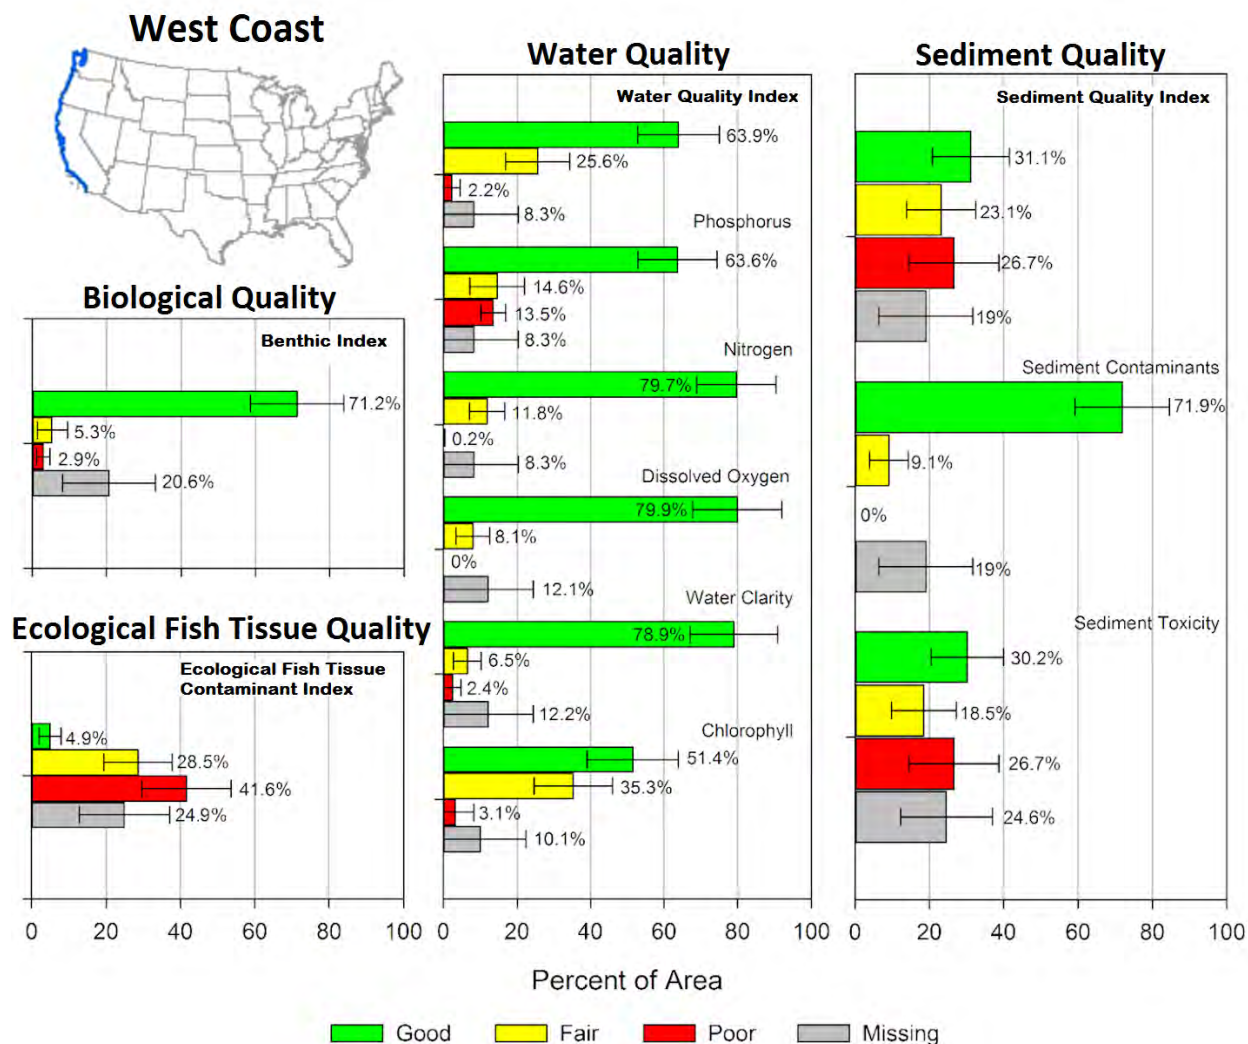 West Coast
Biological Quality
Benthic Index
71.2%
5.3%
2.9%
20.6%
Ecological Fish Tissue Quality
Ecological Fish Tissue
Contaminant Index
4.9%
28.5%
41.6%
24.9%
0 20 40 60 80 100
Water Quality
Water Quality Index
63.9%
25.6%
2.2%
8.3%
Phosphorus
63.6%
14.6%
13.5%
8.3%
Nitrogen
79.7%
11.8%
0.2%
8.3%
Dissolved Oxygen
79.9%
8.1%
0%
12.1%
Water Clarity
78.9%
6.5%
2.4%
12.2%
Chlorophyll
51.4%
35.3%
3.1%
10.1%
0 20 40 60 80 100
Sediment Quality
Sediment Quality Index
31.1%
23.1%
26.7%
19%
Sediment Contaminants
71.9%
9.1%
0%
19%
Sediment Toxicity
30.2%
18.5%
26.7%
24.6%
0 20 40 60 80 100
Percent of Area
Good Fair Poor Missing